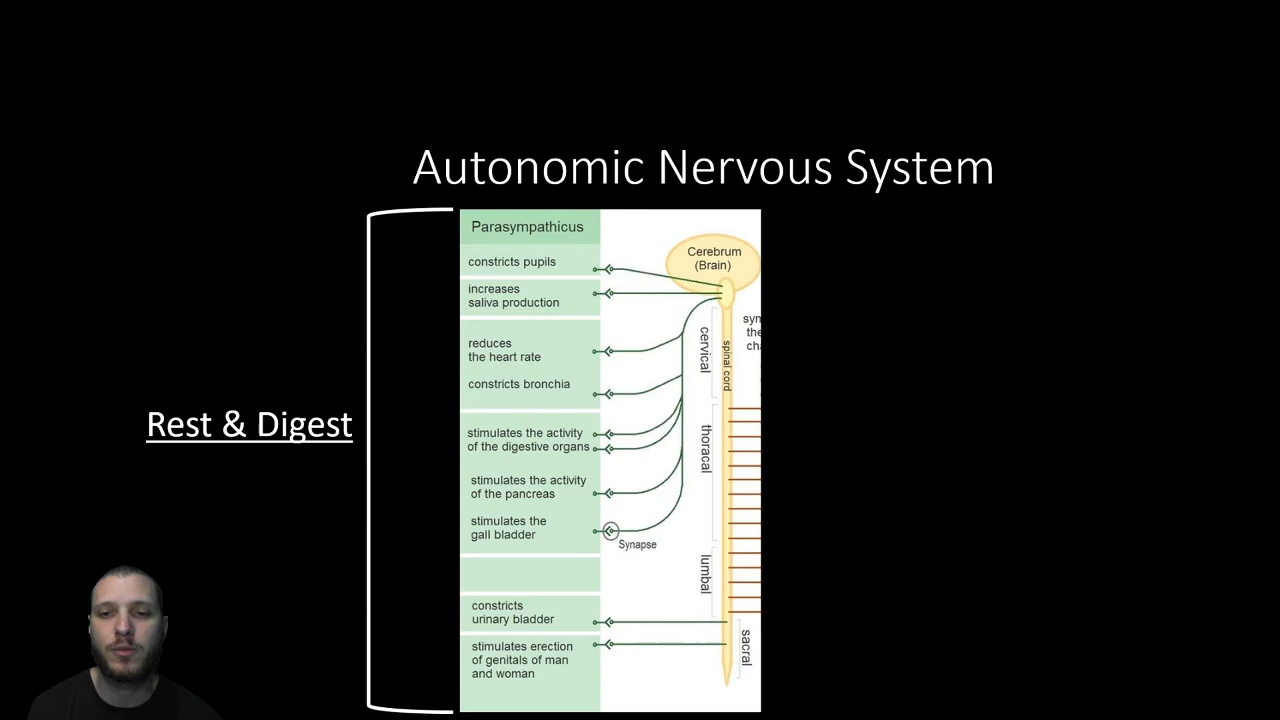 Autonomic Nervous System
Rest & Digest
Parasympathicus
constricts pupils
increases
saliva production
reduces
the heart rate
constricts bronchia
stimulates the activity
of the digestive organs
stimulates the activity
of the pancreas
stimulates the
gall bladder
constricts
urinary bladder
stimulates erection
of genitals of man
and woman
Synapse
Cerebrum
(Brain)
spinal cord
cervical
thoracal
lumbal
sacral